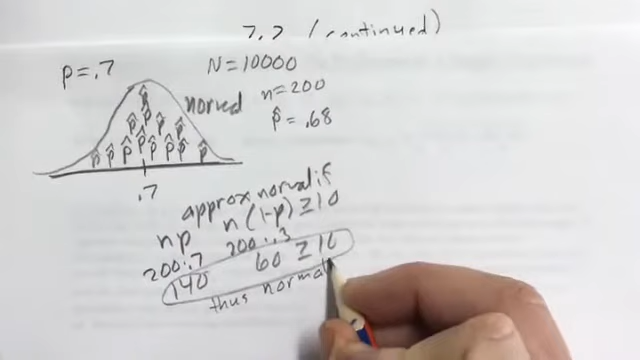 7.2 (continued)
p = .7
N = 10000
n = 200
p̂ = .68
normal
p̂ p̂ p̂ p̂ p̂ p̂ p̂ p̂ p̂ p̂ p̂ p̂
.7
approx normal if
np n(1-p) ≥ 10
200·.7 200·.3
140 60 ≥ 10
thus normal